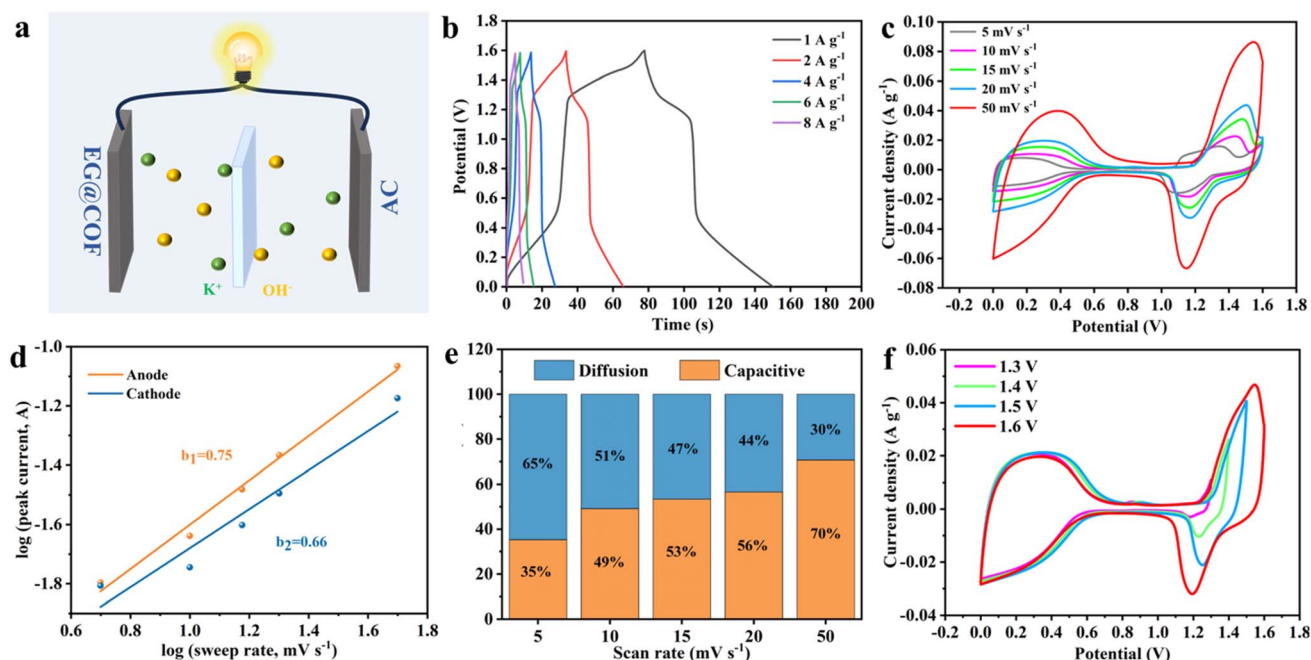 a
EG@COF
AC
K⁺
OH⁻
b
Potential (V)
1.8
1.6
1.4
1.2
1.0
0.8
0.6
0.4
0.2
0.0
1 A g⁻¹
2 A g⁻¹
4 A g⁻¹
6 A g⁻¹
8 A g⁻¹
0 20 40 60 80 100 120 140 160 180 200
Time (s)
c
Current density (A g⁻¹)
0.10
0.08
0.06
0.04
0.02
0.00
-0.02
-0.04
-0.06
-0.08
5 mV s⁻¹
10 mV s⁻¹
15 mV s⁻¹
20 mV s⁻¹
50 mV s⁻¹
-0.2 0.0 0.2 0.4 0.6 0.8 1.0 1.2 1.4 1.6 1.8
Potential (V)
d
log (peak current, A)
-1.0
-1.2
-1.4
-1.6
-1.8
Anode
Cathode
b₁=0.75
b₂=0.66
0.6 0.8 1.0 1.2 1.4 1.6 1.8
log (sweep rate, mV s⁻¹)
e
120
100
80
60
40
20
0
Diffusion
Capacitive
65% 51% 47% 44% 30%
35% 49% 53% 56% 70%
5 10 15 20 50
Scan rate (mV s⁻¹)
f
Current density (A g⁻¹)
0.06
0.04
0.02
0.00
-0.02
-0.04
1.3 V
1.4 V
1.5 V
1.6 V
0.0 0.2 0.4 0.6 0.8 1.0 1.2 1.4 1.6 1.8
Potential (V)